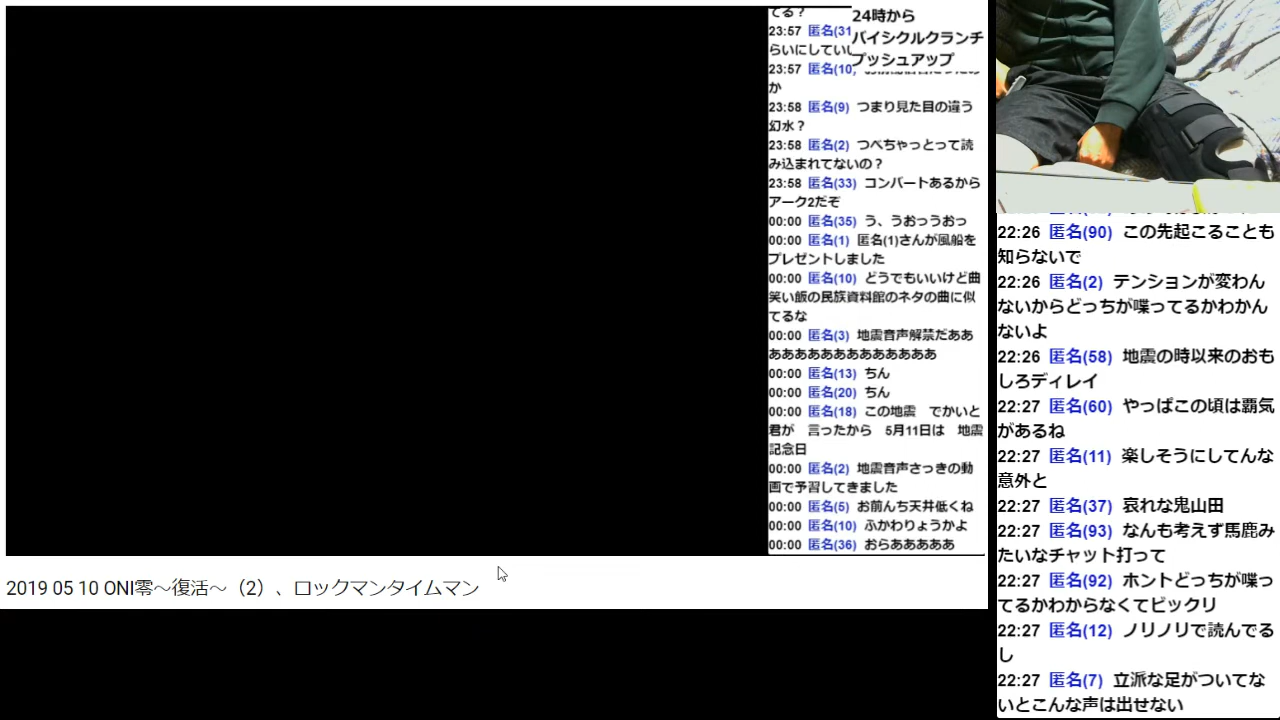 てる？
24時から
バイシクルクランチ
プッシュアップ
23:57 匿名(31
らいにしてい
23:57 匿名(10)
か
23:58 匿名(9) つまり見た目の違う
幻水？
23:58 匿名(2) つべちゃっとって読
み込まれてないの？
23:58 匿名(33) コンバートあるから
アーク2だぞ
00:00 匿名(35) う、うおっうおっ
00:00 匿名(1) 匿名(1)さんが風船を
プレゼントしました
00:00 匿名(10) どうでもいいけど曲
笑い飯の民族資料館のネタの曲に似
てるな
00:00 匿名(3) 地震音声解禁だああ
あああああああああああああ
00:00 匿名(13) ちん
00:00 匿名(20) ちん
00:00 匿名(18) この地震　でかいと
君が　言ったから　5月11日は　地震
記念日
00:00 匿名(2) 地震音声さっきの動
画で予習してきました
00:00 匿名(5) お前んち天井低くね
00:00 匿名(10) ふかわりょうかよ
00:00 匿名(36) おらあああああ
2019 05 10 ONI零～復活～（2）、ロックマンタイムマン
22:26 匿名(90) この先起こることも
知らないで
22:26 匿名(2) テンションが変わん
ないからどっちが喋ってるかわかん
ないよ
22:26 匿名(58) 地震の時以来のおも
しろディレイ
22:27 匿名(60) やっぱこの頃は覇気
があるね
22:27 匿名(11) 楽しそうにしてんな
意外と
22:27 匿名(37) 哀れな鬼山田
22:27 匿名(93) なんも考えず馬鹿み
たいなチャット打って
22:27 匿名(92) ホントどっちが喋っ
てるかわからなくてビックリ
22:27 匿名(12) ノリノリで読んでる
し
22:27 匿名(7) 立派な足がついてな
いとこんな声は出せない